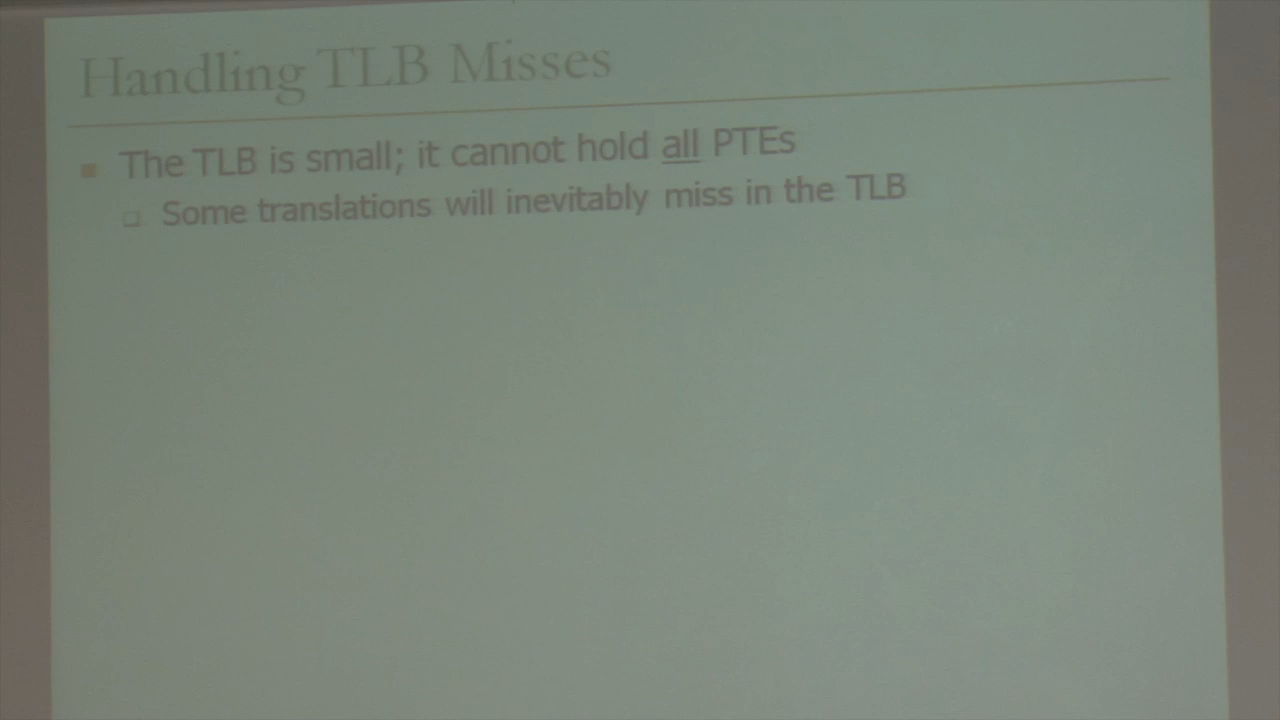 Handling TLB Misses
The TLB is small; it cannot hold all PTEs
Some translations will inevitably miss in the TLB